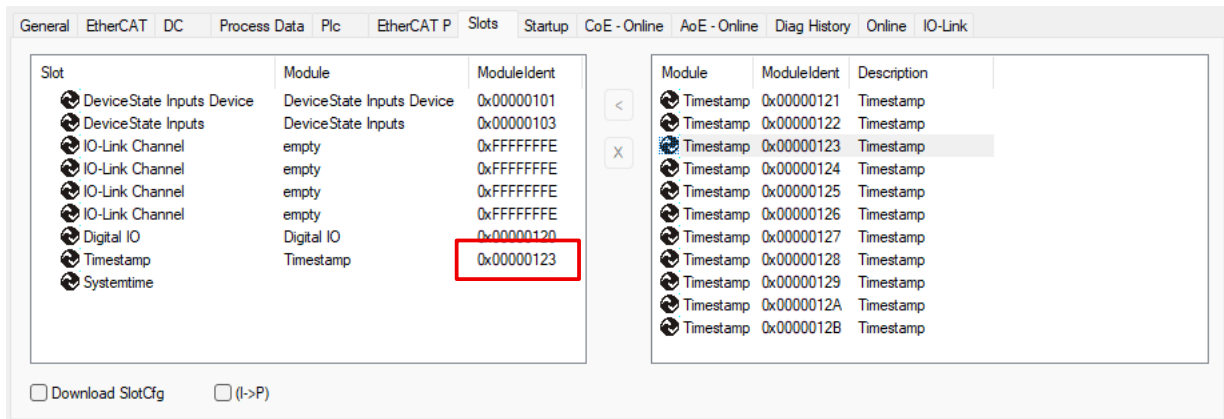 General EtherCAT DC Process Data Plc EtherCAT P Slots Startup CoE - Online AoE - Online Diag History Online IO-Link
Slot Module ModuleIdent
DeviceState Inputs Device DeviceState Inputs Device 0x00000101
DeviceState Inputs DeviceState Inputs 0x00000103
IO-Link Channel empty 0xFFFFFFFE
IO-Link Channel empty 0xFFFFFFFE
IO-Link Channel empty 0xFFFFFFFE
IO-Link Channel empty 0xFFFFFFFE
Digital IO Digital IO 0x00000120
Timestamp Timestamp 0x00000123
Systemtime
<
X
Module ModuleIdent Description
Timestamp 0x00000121 Timestamp
Timestamp 0x00000122 Timestamp
Timestamp 0x00000123 Timestamp
Timestamp 0x00000124 Timestamp
Timestamp 0x00000125 Timestamp
Timestamp 0x00000126 Timestamp
Timestamp 0x00000127 Timestamp
Timestamp 0x00000128 Timestamp
Timestamp 0x00000129 Timestamp
Timestamp 0x0000012A Timestamp
Timestamp 0x0000012B Timestamp
Download SlotCfg (I->P)